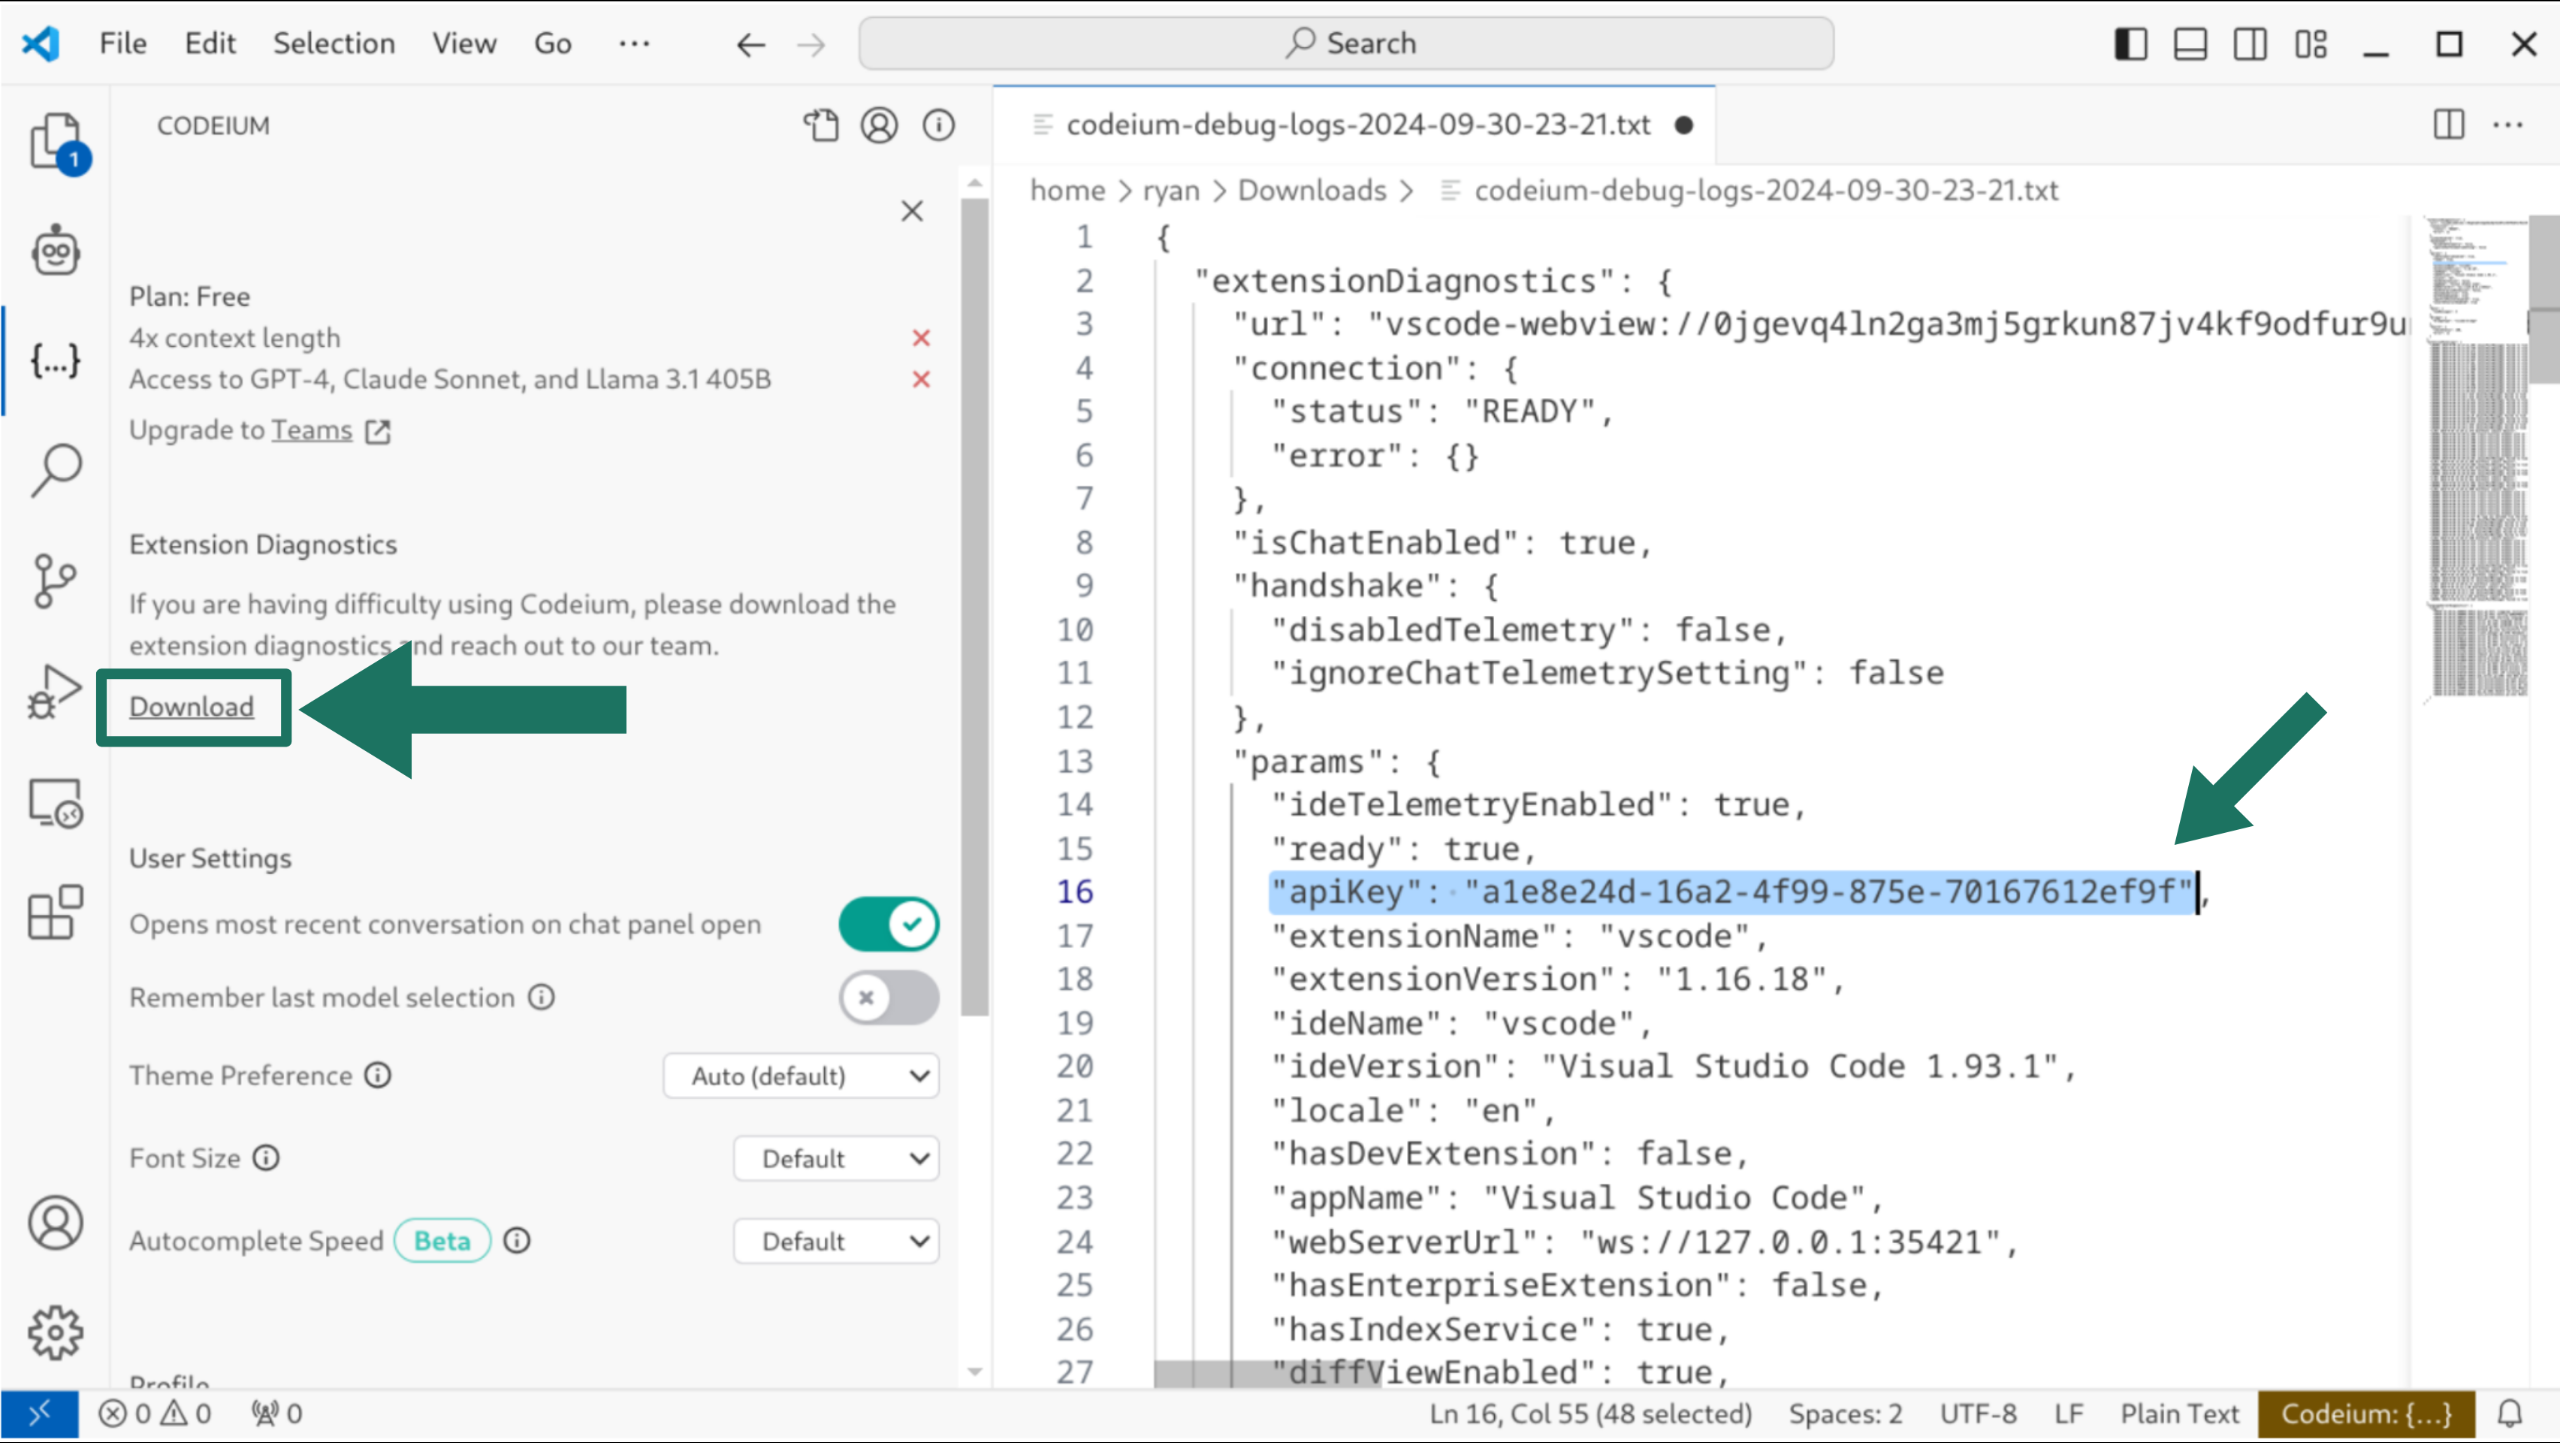 File Edit Selection View Go ··· Search
CODEIUM
Plan: Free
4x context length
Access to GPT-4, Claude Sonnet, and Llama 3.1 405B
Upgrade to Teams
Extension Diagnostics
If you are having difficulty using Codeium, please download the
extension diagnostics and reach out to our team.
Download
User Settings
Opens most recent conversation on chat panel open
Remember last model selection
Theme Preference Auto (default)
Font Size Default
Autocomplete Speed Beta Default
Profile
codeium-debug-logs-2024-09-30-23-21.txt
home > ryan > Downloads > codeium-debug-logs-2024-09-30-23-21.txt
1 {
2 "extensionDiagnostics": {
3 "url": "vscode-webview://0jgevq4ln2ga3mj5grkun87jv4kf9odfur9u
4 "connection": {
5 "status": "READY",
6 "error": {}
7 },
8 "isChatEnabled": true,
9 "handshake": {
10 "disabledTelemetry": false,
11 "ignoreChatTelemetrySetting": false
12 },
13 "params": {
14 "ideTelemetryEnabled": true,
15 "ready": true,
16 "apiKey": "a1e8e24d-16a2-4f99-875e-70167612ef9f",
17 "extensionName": "vscode",
18 "extensionVersion": "1.16.18",
19 "ideName": "vscode",
20 "ideVersion": "Visual Studio Code 1.93.1",
21 "locale": "en",
22 "hasDevExtension": false,
23 "appName": "Visual Studio Code",
24 "webServerUrl": "ws://127.0.0.1:35421",
25 "hasEnterpriseExtension": false,
26 "hasIndexService": true,
27 "diffViewEnabled": true,
1
{...}
0 0 0 Ln 16, Col 55 (48 selected) Spaces: 2 UTF-8 LF Plain Text Codeium: {...}